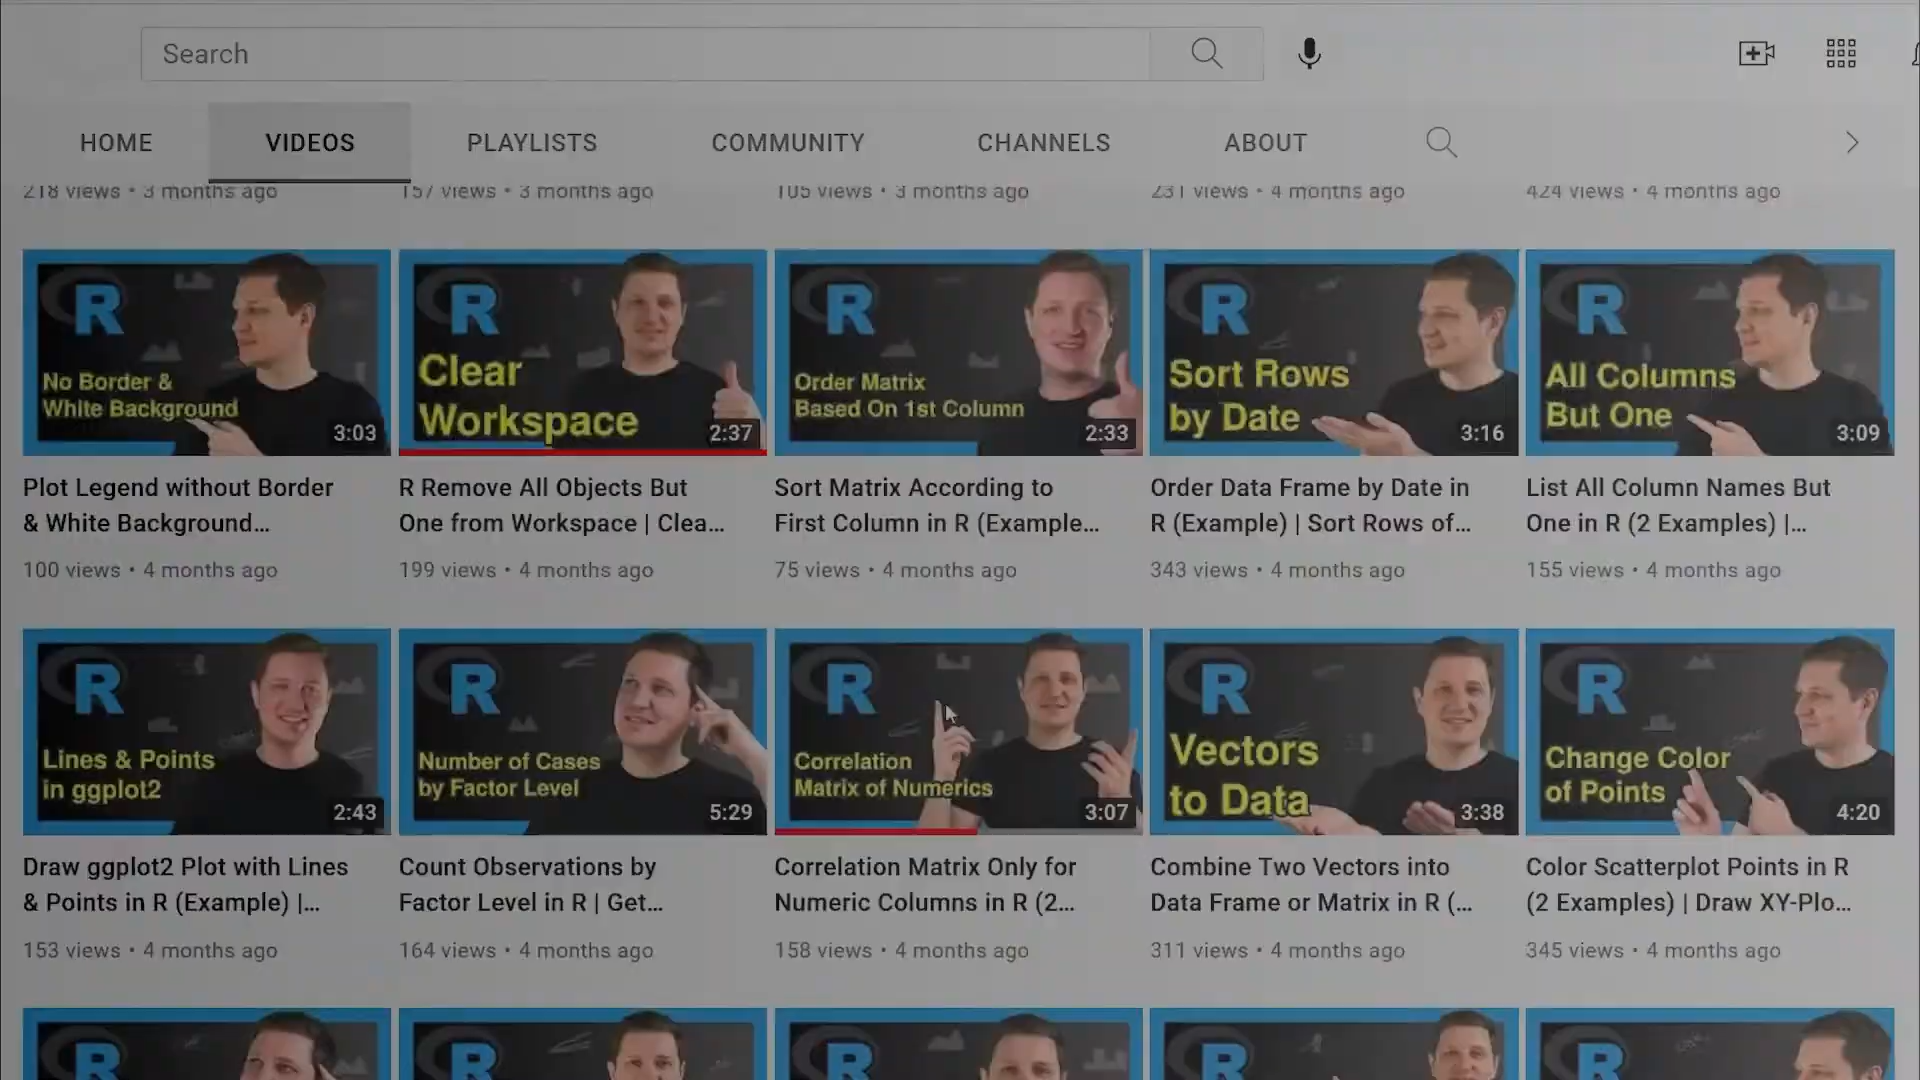 Search
HOME
VIDEOS
PLAYLISTS
COMMUNITY
CHANNELS
ABOUT
218 views • 3 months ago
157 views • 3 months ago
105 views • 3 months ago
231 views • 4 months ago
424 views • 4 months ago
R
No Border &
White Background
3:03
R
Clear
Workspace
2:37
R
Order Matrix
Based On 1st Column
2:33
R
Sort Rows
by Date
3:16
R
All Columns
But One
3:09
Plot Legend without Border
& White Background...
100 views • 4 months ago
R Remove All Objects But
One from Workspace | Clea...
199 views • 4 months ago
Sort Matrix According to
First Column in R (Example...
75 views • 4 months ago
Order Data Frame by Date in
R (Example) | Sort Rows of...
343 views • 4 months ago
List All Column Names But
One in R (2 Examples) |...
155 views • 4 months ago
R
Lines & Points
in ggplot2
2:43
R
Number of Cases
by Factor Level
5:29
R
Correlation
Matrix of Numerics
3:07
R
Vectors
to Data
3:38
R
Change Color
of Points
4:20
Draw ggplot2 Plot with Lines
& Points in R (Example) |...
153 views • 4 months ago
Count Observations by
Factor Level in R | Get...
164 views • 4 months ago
Correlation Matrix Only for
Numeric Columns in R (2...
158 views • 4 months ago
Combine Two Vectors into
Data Frame or Matrix in R (...
311 views • 4 months ago
Color Scatterplot Points in R
(2 Examples) | Draw XY-Plo...
345 views • 4 months ago
R
R
R
R
R